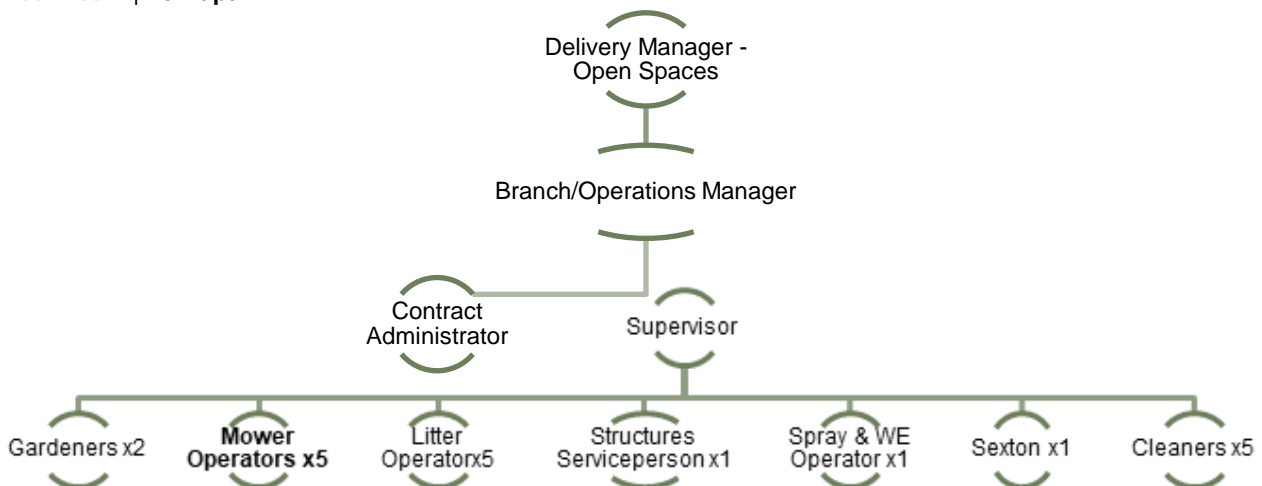 Delivery Manager -
Open Spaces
Branch/Operations Manager
Contract
Administrator
Supervisor
Gardeners x2
Mower
Operators x5
Litter
Operatorx5
Structures
Serviceperson x1
Spray & WE
Operator x1
Sexton x1
Cleaners x5